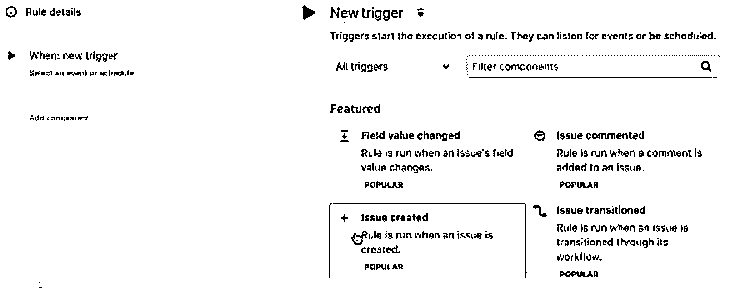 Rule details
When: new trigger
Select an event or schedule
Add component
New trigger
Triggers start the execution of a rule. They can listen for events or be scheduled.
All triggers
Filter components
Featured
Field value changed
Rule is run when an issue's field
value changes.
POPULAR
Issue commented
Rule is run when a comment is
added to an issue.
POPULAR
Issue created
Rule is run when an issue is
created.
POPULAR
Issue transitioned
Rule is run when an issue is
transitioned through its
workflow.
POPULAR